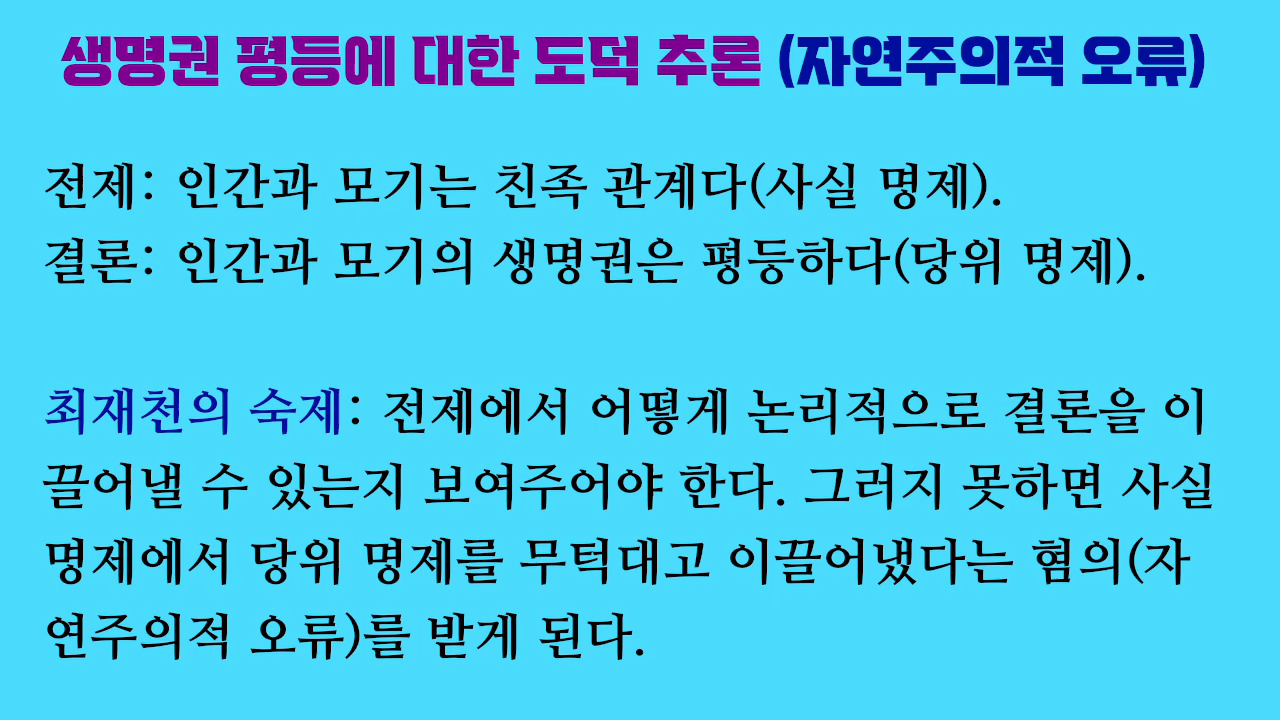 생명권 평등에 대한 도덕 추론 (자연주의적 오류)
전제: 인간과 모기는 친족 관계다(사실 명제).
결론: 인간과 모기의 생명권은 평등하다(당위 명제).
최재천의 숙제: 전제에서 어떻게 논리적으로 결론을 이
끌어낼 수 있는지 보여주어야 한다. 그러지 못하면 사실
명제에서 당위 명제를 무턱대고 이끌어냈다는 혐의(자
연주의적 오류)를 받게 된다.